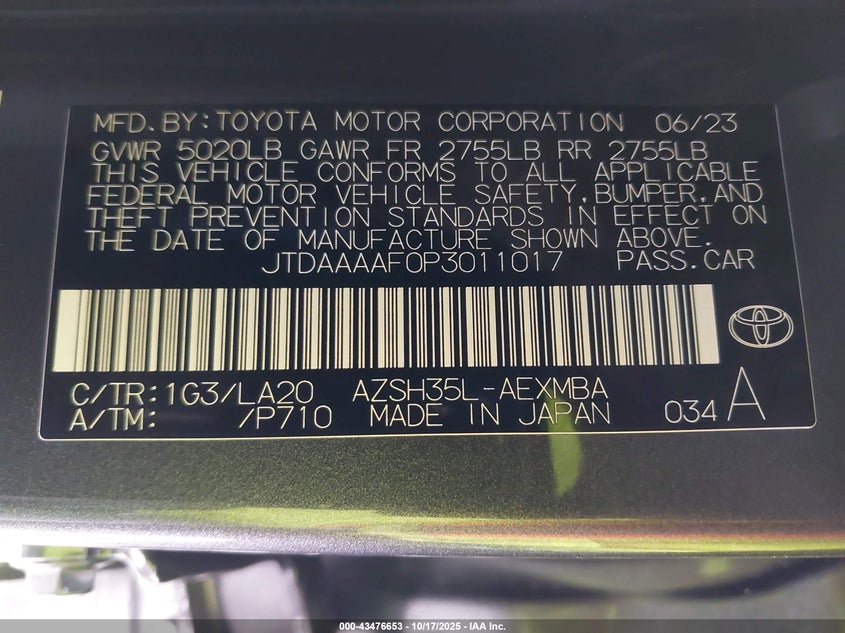 MFD.BY:TOYOTA MOTOR CORPORATION 06/23
GVWR 5020LB GAWR FR 2755LB RR 2755LB
THIS VEHICLE CONFORMS TO ALL APPLICABLE
FEDERAL MOTOR VEHICLE SAFETY,BUMPER,AND
THEFT PREVENTION STANDARDS IN EFFECT ON
THE DATE OF MANUFACTURE SHOWN ABOVE.
JTDAAAAF0P3011017 PASS.CAR
C/TR:1G3/LA20 AZSH35L-AEXMBA
A/TM: /P710 MADE IN JAPAN 034 A
000-43476653 - 10/17/2025 - IAA Inc.